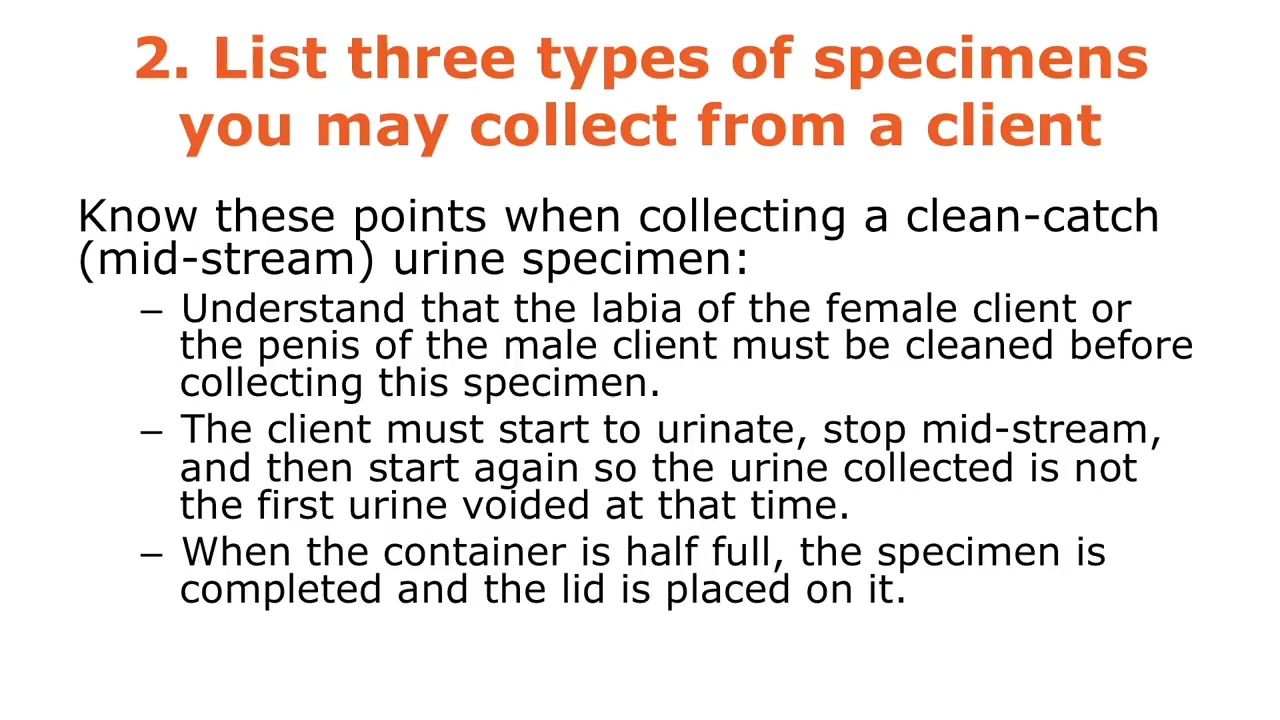 2. List three types of specimens
you may collect from a client
Know these points when collecting a clean-catch
(mid-stream) urine specimen:
– Understand that the labia of the female client or
the penis of the male client must be cleaned before
collecting this specimen.
– The client must start to urinate, stop mid-stream,
and then start again so the urine collected is not
the first urine voided at that time.
– When the container is half full, the specimen is
completed and the lid is placed on it.